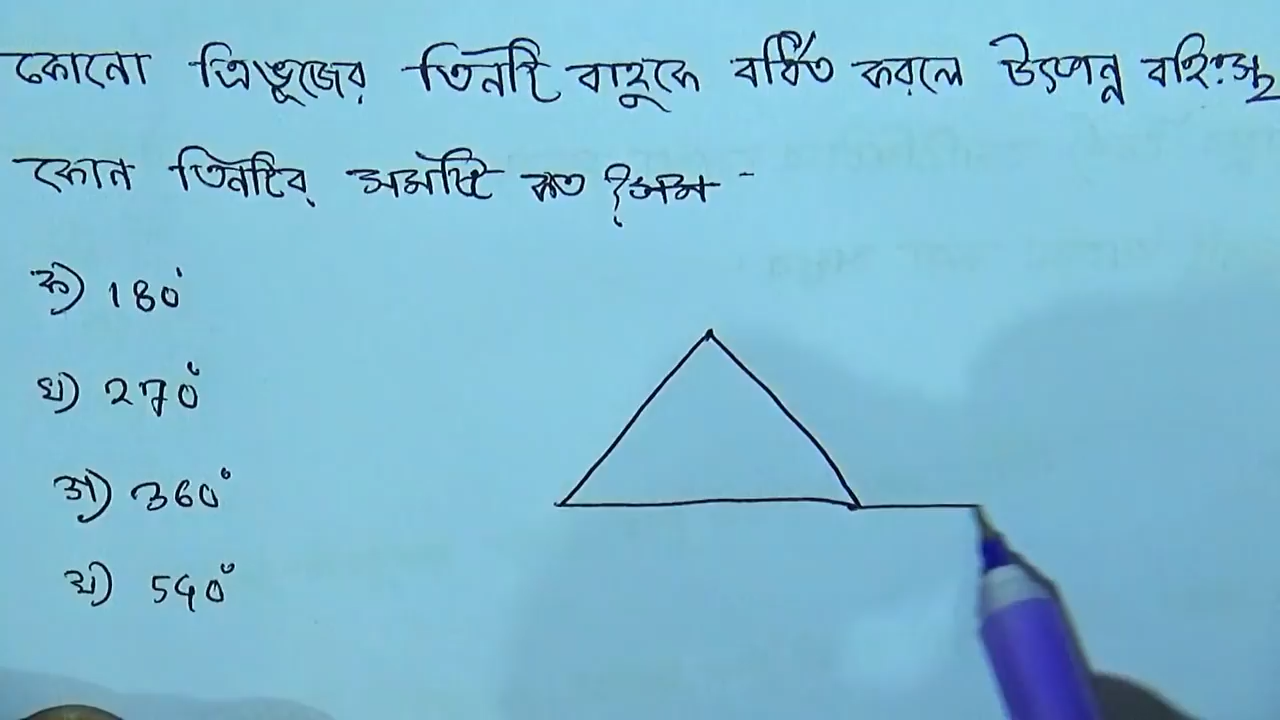 কোনো ত্রিভুজের তিনটি বাহুকে বর্ধিত করলে উৎপন্ন বহিঃস্থ
কোন তিনটির সমষ্টি কত ?
ক) 180°
খ) 270°
গ) 360°
ঘ) 540°